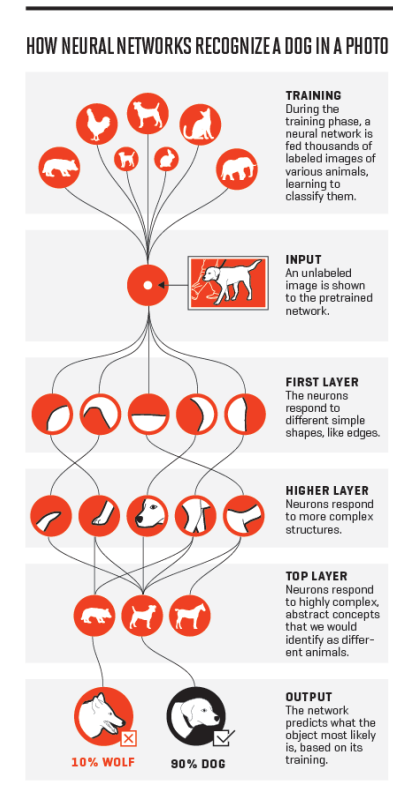 HOW NEURAL NETWORKS RECOGNIZE A DOG IN A PHOTO
TRAINING
During the
training phase, a
neural network is
fed thousands of
labeled images of
various animals,
learning to
classify them.
INPUT
An unlabeled
image is shown
to the pretrained
network.
FIRST LAYER
The neurons
respond to
different simple
shapes, like edges.
HIGHER LAYER
Neurons respond
to more complex
structures.
TOP LAYER
Neurons respond
to highly complex,
abstract concepts
that we would
identify as differ-
ent animals.
OUTPUT
The network
predicts what the
object most likely
is, based on its
training.
10% WOLF
90% DOG